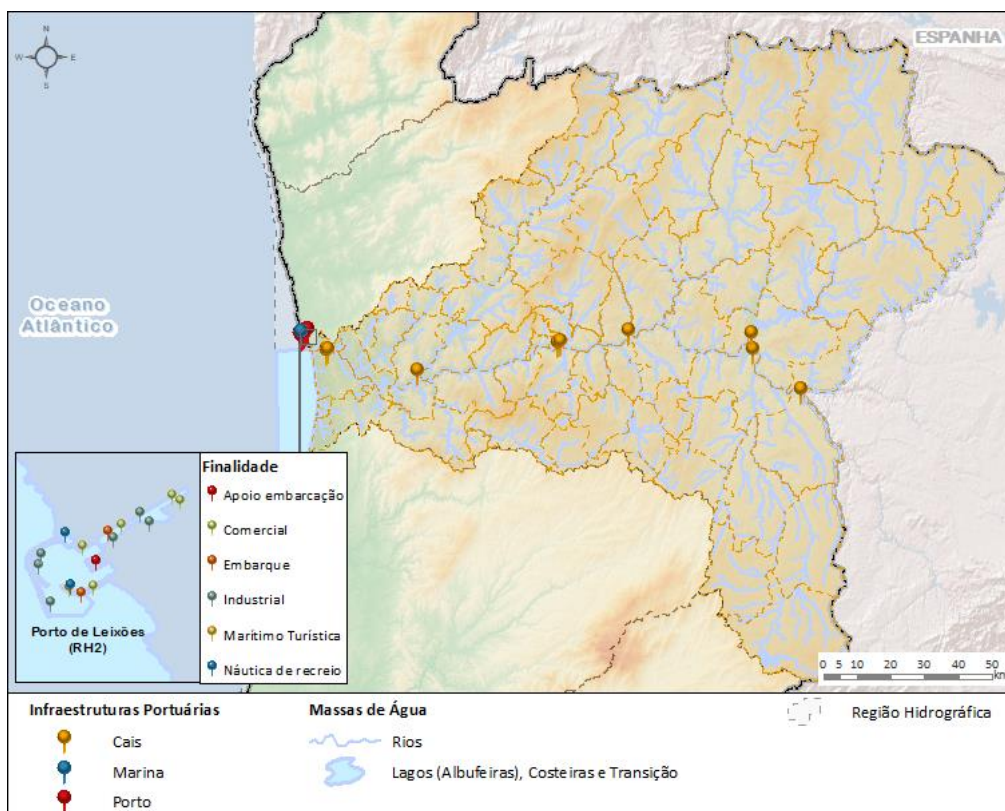 N
W E
S
ESPANHA
Oceano
Atlântico
Finalidade
Apoio embarcação
Comercial
Embarque
Industrial
Marítimo Turística
Náutica de recreio
Porto de Leixões
(RH2)
0 5 10 20 30 40 50
km
Infraestruturas Portuárias
Cais
Marina
Porto
Massas de Água
Rios
Lagos (Albufeiras), Costeiras e Transição
Região Hidrográfica